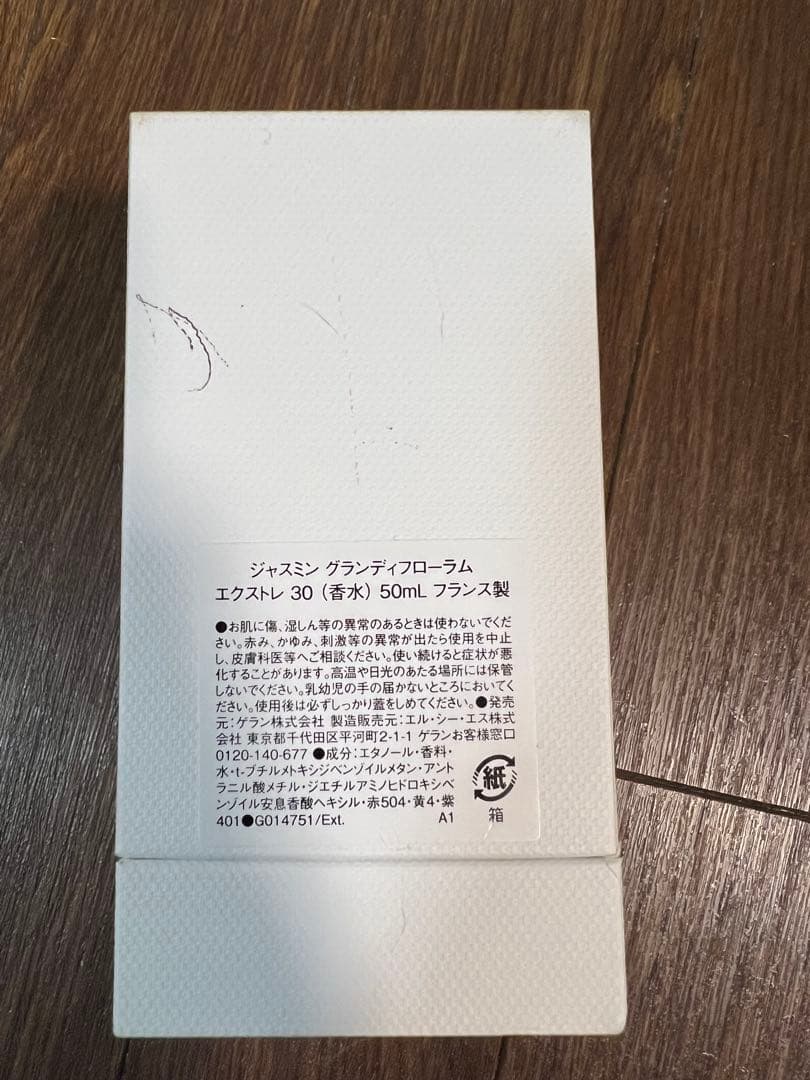 ジャスミン グランディフローラム
エクストレ 30 (香水) 50mL フランス製
●お肌に傷、湿しん等の異常のあるときは使わないでくだ
さい。赤み、かゆみ、刺激等の異常が出たら使用を中止
し、皮膚科医等へご相談ください。使い続けると症状が悪
化することがあります。高温や日光のあたる場所には保管
しないでください。乳幼児の手の届かないところにおいてく
ださい。使用後は必ずしっかり蓋をしめてください。●発売
元:ゲラン株式会社 製造販売元:エル・シー・エス株式
会社 東京都千代田区平河町2-1-1 ゲランお客様窓口
0120-140-677 ●成分:エタノール・香料・
水・t-ブチルメトキシジベンゾイルメタン・アント
ラニル酸メチル・ジエチルアミノヒドロキシベ
ンゾイル安息香酸ヘキシル・赤504・黄4・紫
401●G014751/Ext. A1
紙
箱